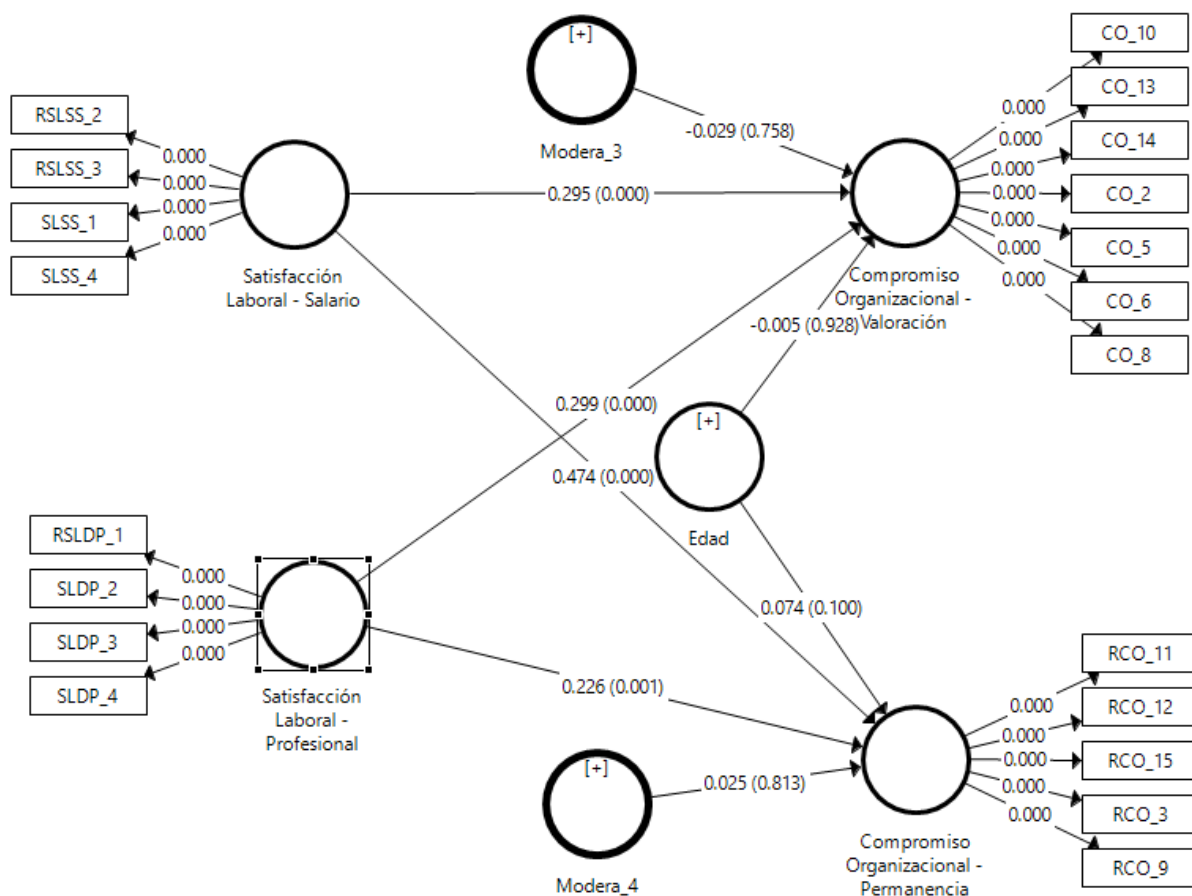 [+]
Modera_3
CO_10
CO_13
CO_14
CO_2
CO_5
CO_6
CO_8
0.000
0.000
0.000
0.000
0.000
0.000
0.000
RSLSS_2
RSLSS_3
SLSS_1
SLSS_4
0.000
0.000
0.000
0.000
-0.029 (0.758)
0.295 (0.000)
Satisfacción
Laboral - Salario
Compromiso
Organizacional -
Valoración
-0.005 (0.928)
0.299 (0.000)
[+]
Edad
0.474 (0.000)
RSLDP_1
SLDP_2
SLDP_3
SLDP_4
0.000
0.000
0.000
0.000
Satisfacción
Laboral -
Profesional
0.074 (0.100)
0.226 (0.001)
[+]
Modera_4
0.025 (0.813)
Compromiso
Organizacional -
Permanencia
0.000
0.000
0.000
0.000
0.000
RCO_11
RCO_12
RCO_15
RCO_3
RCO_9